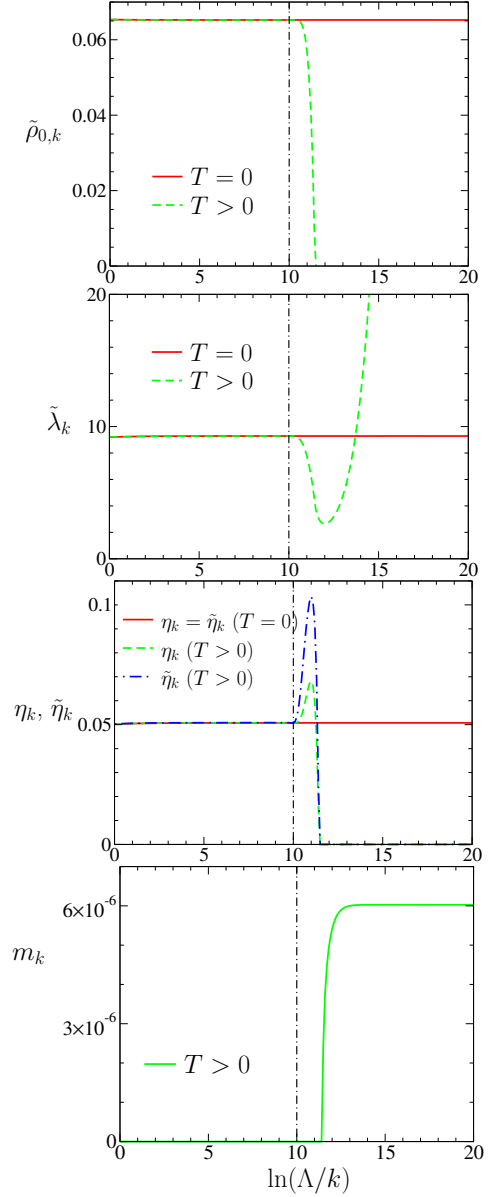 0.06
0.04
ρ̃₀,ₖ
0.02
T = 0
T > 0
0
0 5 10 15 20
20
T = 0
T > 0
λ̃ₖ
10
0
0 5 10 15 20
0.1
ηₖ = η̃ₖ (T = 0)
ηₖ (T > 0)
η̃ₖ (T > 0)
ηₖ, η̃ₖ
0.05
0
0 5 10 15 20
6×10⁻⁶
mₖ
3×10⁻⁶
T > 0
0
0 5 10 15 20
ln(Λ/k)